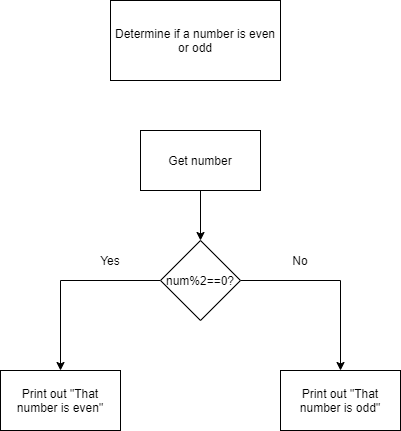 Determine if a number is even
or odd
Get number
Yes
No
num%2==0?
Print out "That
number is even"
Print out "That
number is odd"